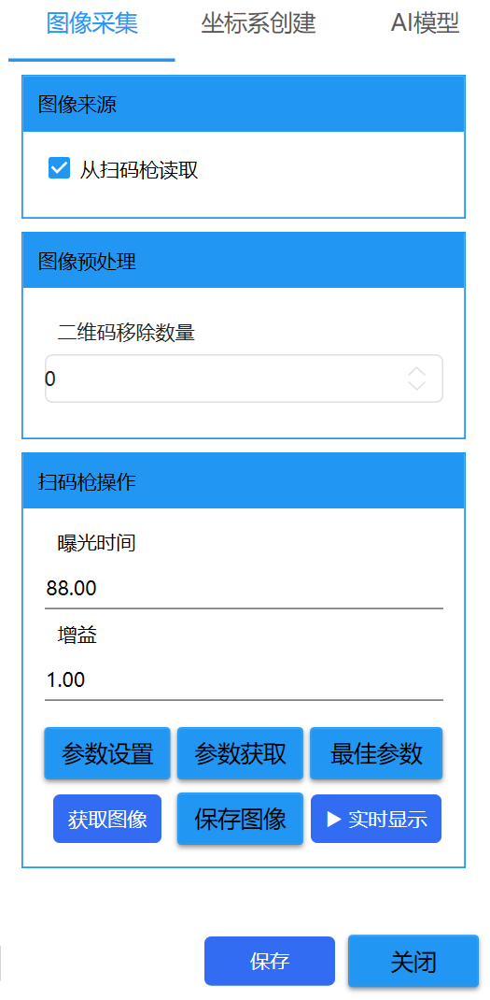 图像采集 坐标系创建 AI模型
图像来源
从扫码枪读取
图像预处理
二维码移除数量
0
扫码枪操作
曝光时间
88.00
增益
1.00
参数设置 参数获取 最佳参数
获取图像 保存图像 ▶ 实时显示
保存 关闭